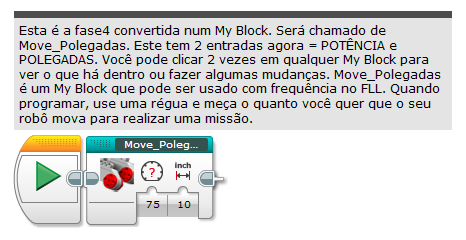 Esta é a fase4 convertida num My Block. Será chamado de
Move_Polegadas. Este tem 2 entradas agora = POTÊNCIA e
POLEGADAS. Você pode clicar 2 vezes em qualquer My Block para
ver o que há dentro ou fazer algumas mudanças. Move_Polegadas
é um My Block que pode ser usado com frequência no FLL. Quando
programar, use uma régua e meça o quanto você quer que o seu
robô mova para realizar uma missão.
Move_Poleg...
?
inch
75 10